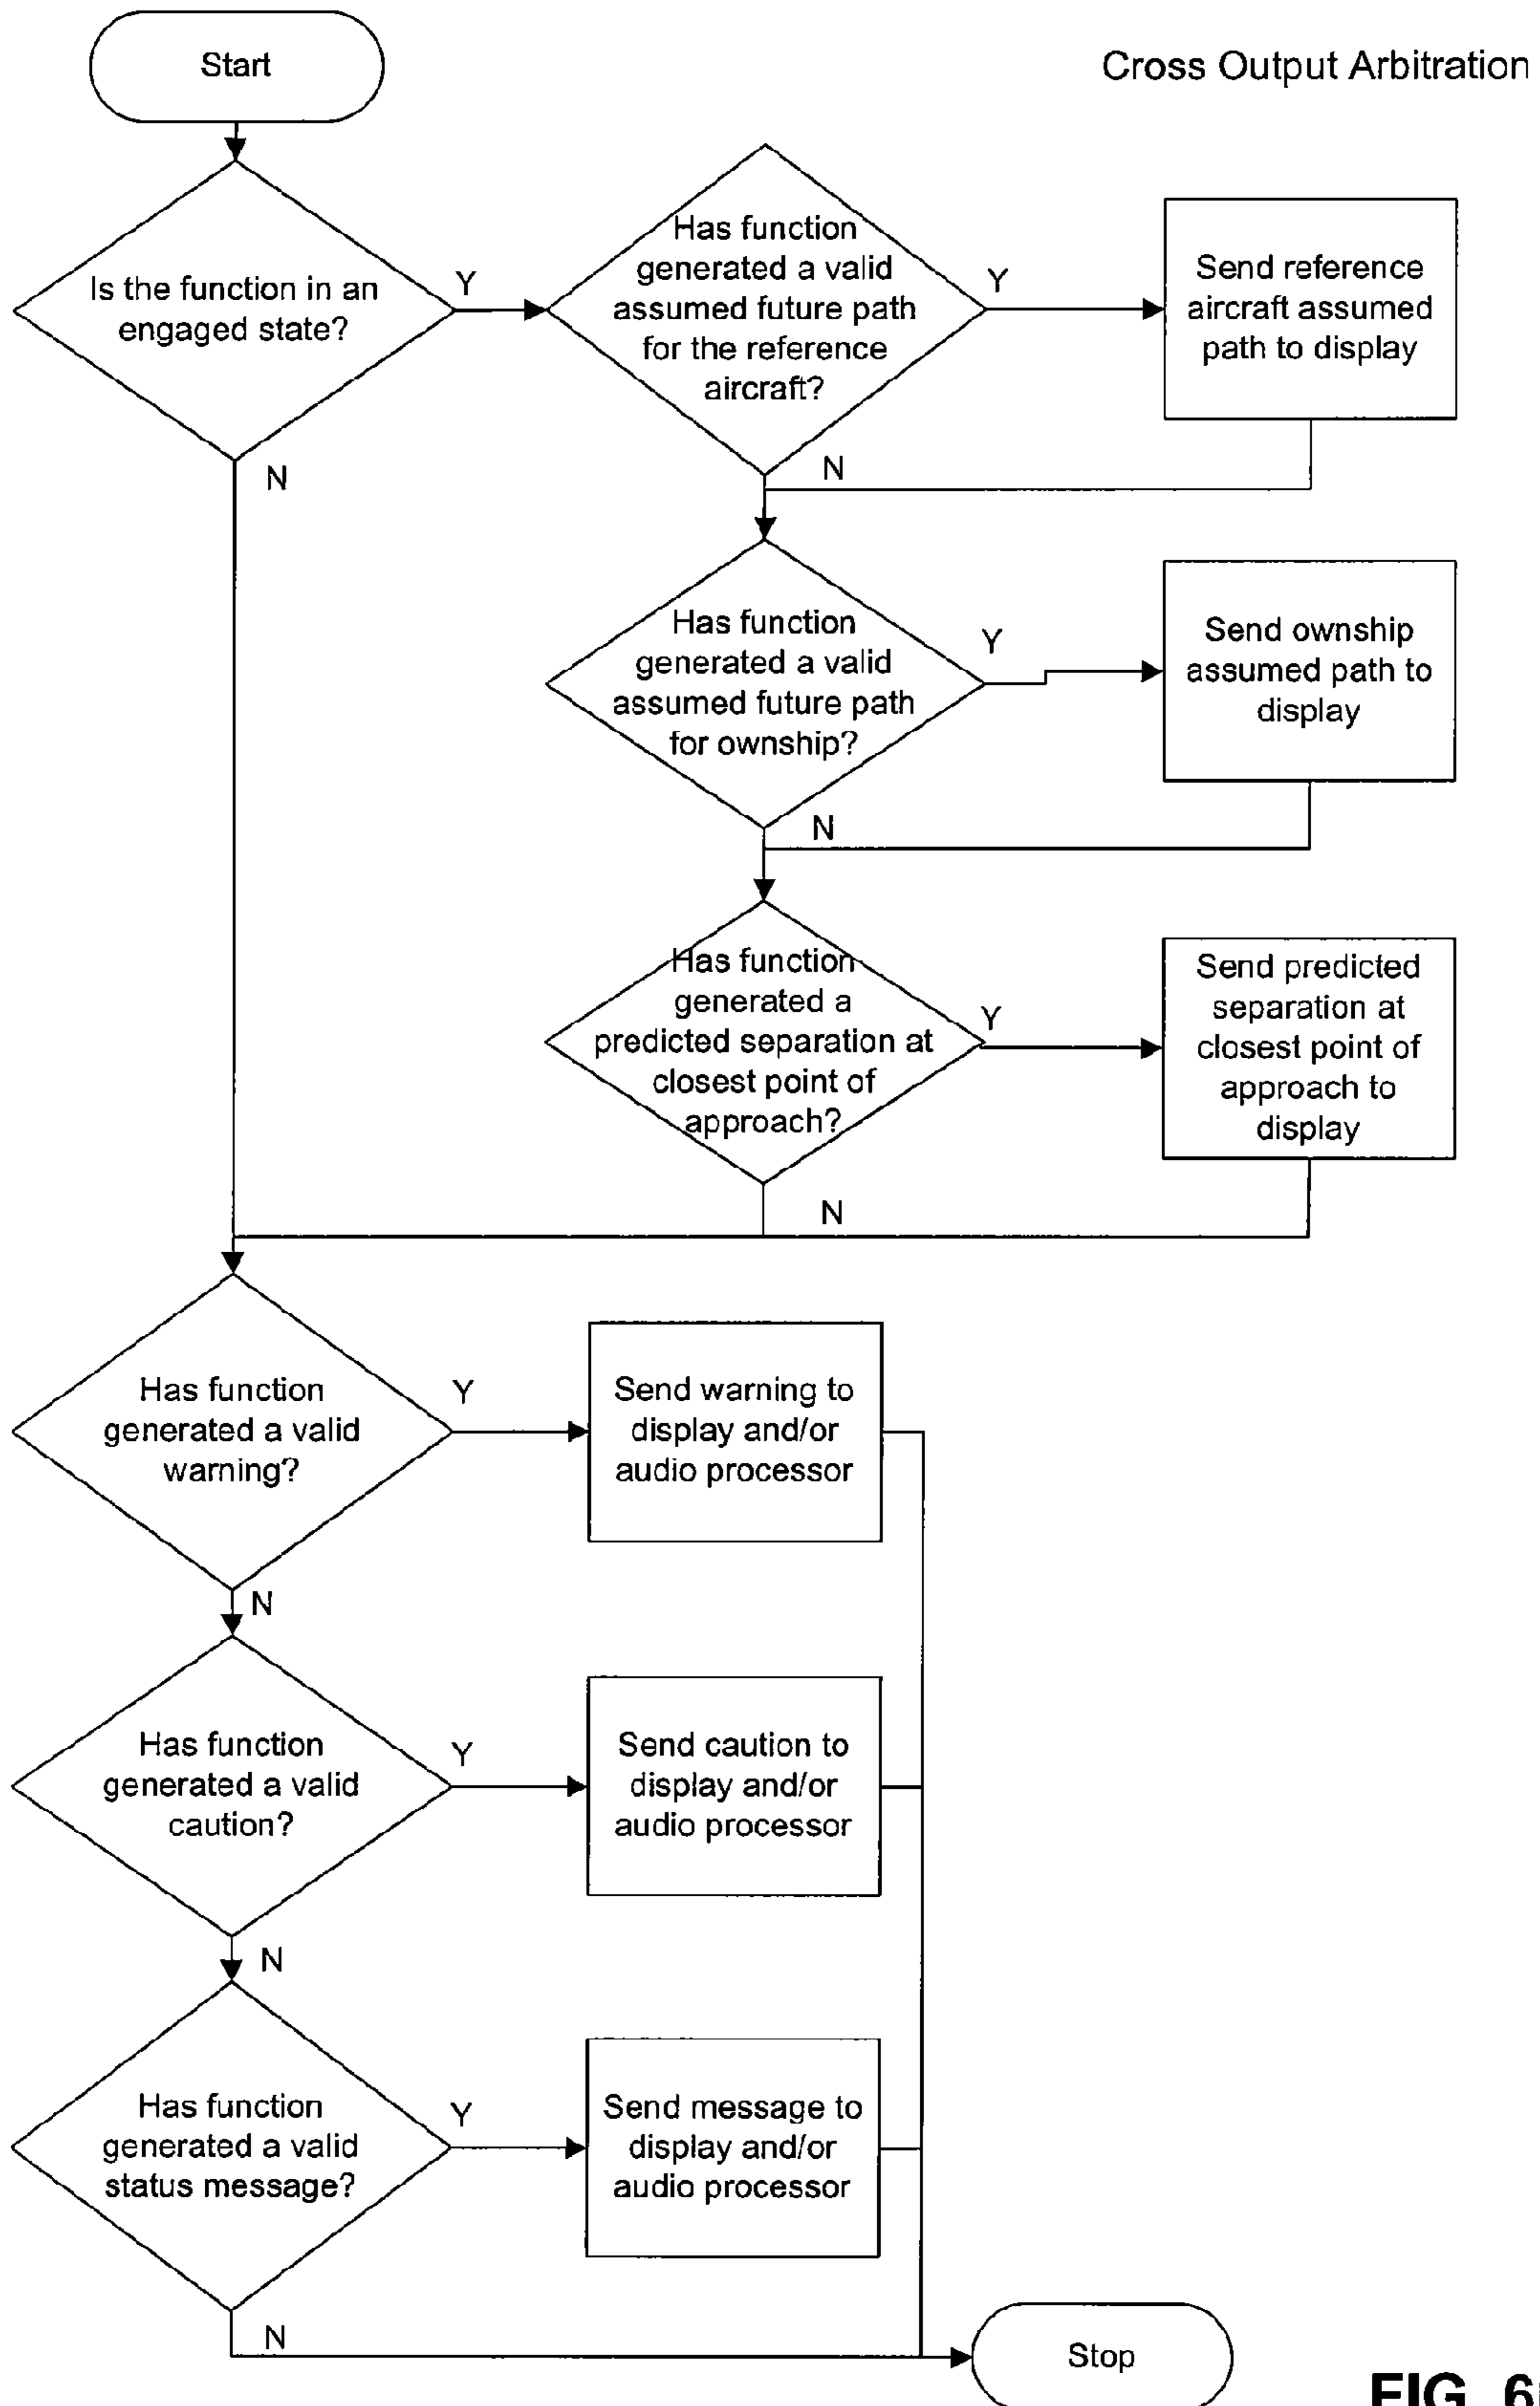 Start
Cross Output Arbitration
Is the function in an
engaged state?
Y
N
Has function
generated a valid
assumed future path
for the reference
aircraft?
Y
N
Send reference
aircraft assumed
path to display
Has function
generated a valid
assumed future path
for ownship?
Y
N
Send ownship
assumed path to
display
Has function
generated a
predicted separation at
closest point of
approach?
Y
N
Send predicted
separation at
closest point of
approach to
display
Has function
generated a valid
warning?
Y
N
Send warning to
display and/or
audio processor
Has function
generated a valid
caution?
Y
N
Send caution to
display and/or
audio processor
Has function
generated a valid
status message?
Y
N
Send message to
display and/or
audio processor
Stop
FIG. 6